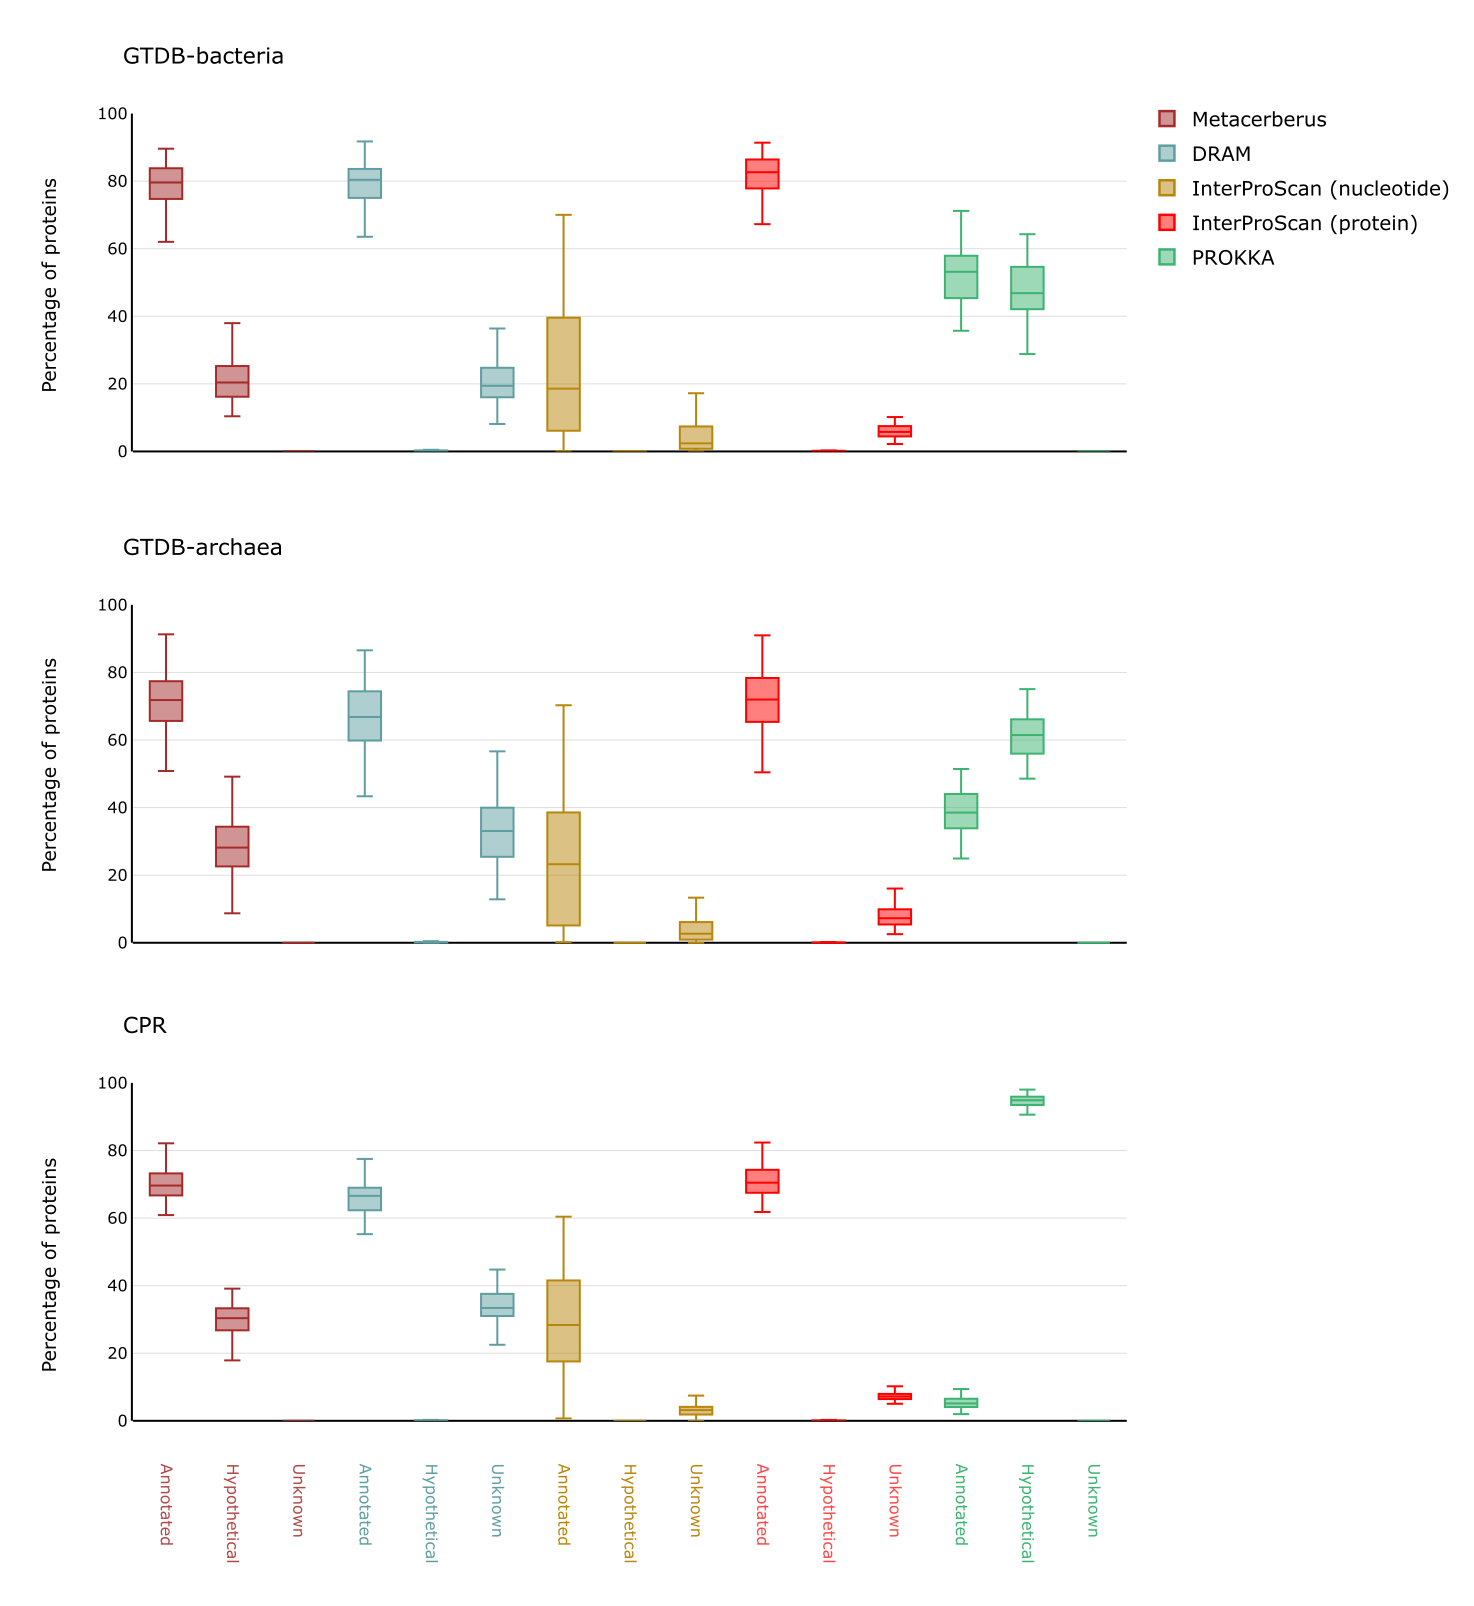 GTDB-bacteria
Percentage of proteins
100
80
60
40
20
0
Metacerberus
DRAM
InterProScan (nucleotide)
InterProScan (protein)
PROKKA
GTDB-archaea
Percentage of proteins
100
80
60
40
20
0
CPR
Percentage of proteins
100
80
60
40
20
0
Annotated
Hypothetical
Unknown
Annotated
Hypothetical
Unknown
Annotated
Hypothetical
Unknown
Annotated
Hypothetical
Unknown
Annotated
Hypothetical
Unknown